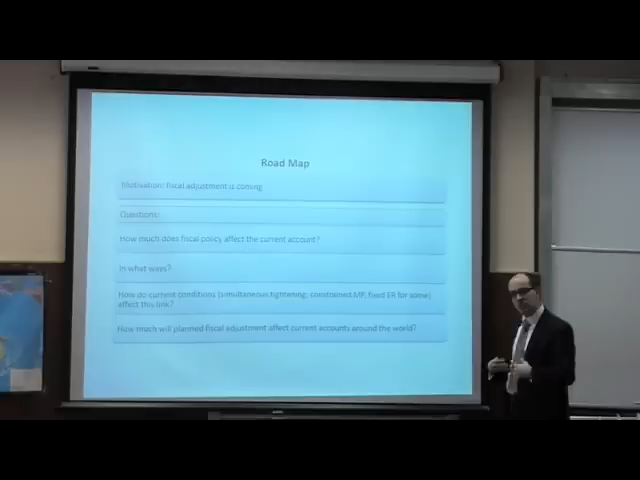 Road Map
Motivation: fiscal adjustment is coming
Questions:
How much does fiscal policy affect the current account?
In what ways?
How do current conditions (simultaneous tightening; constrained MP, fixed ER for some)
affect this link?
How much will planned fiscal adjustment affect current accounts around the world?